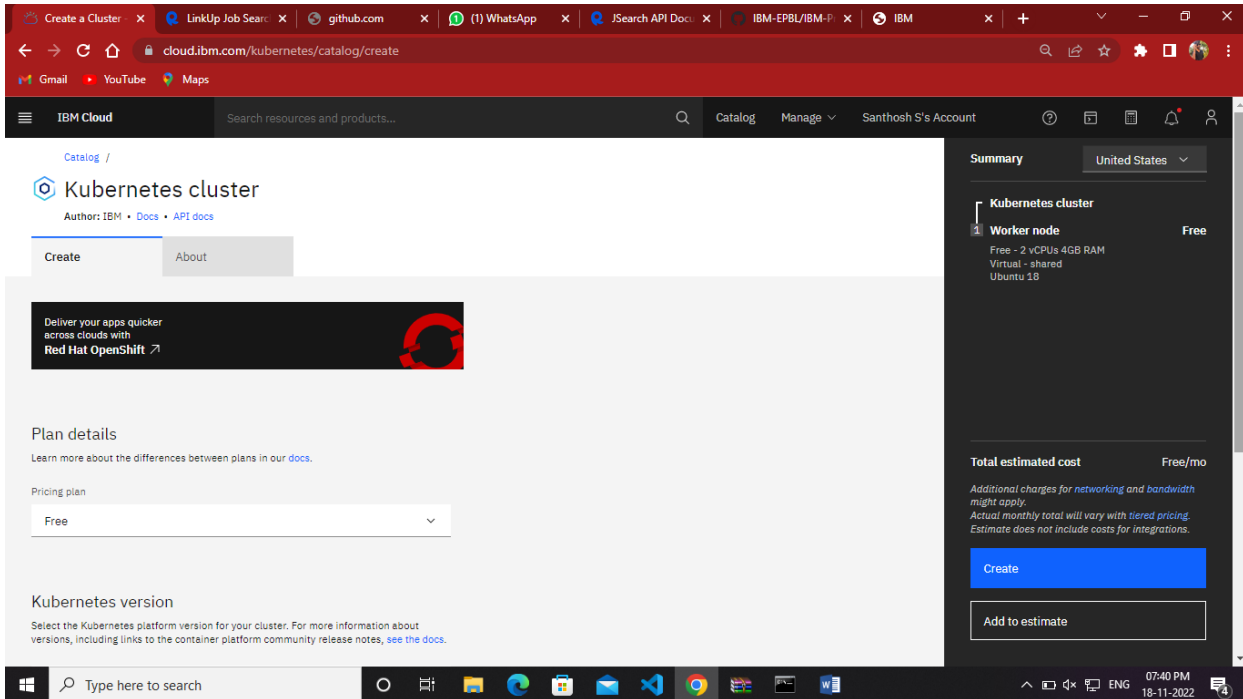 Create a Cluster -
LinkUp Job Searc
github.com
(1) WhatsApp
JSearch API Docu
IBM-EPBL/IBM-Pr
IBM
cloud.ibm.com/kubernetes/catalog/create
Gmail
YouTube
Maps
IBM Cloud
Search resources and products...
Catalog
Manage
Santhosh S's Account
Catalog /
Kubernetes cluster
Author: IBM • Docs • API docs
Create
About
Deliver your apps quicker
across clouds with
Red Hat OpenShift
Plan details
Learn more about the differences between plans in our docs.
Pricing plan
Free
Kubernetes version
Select the Kubernetes platform version for your cluster. For more information about
versions, including links to the container platform community release notes, see the docs.
Summary
United States
Kubernetes cluster
1 Worker node Free
Free - 2 vCPUs 4GB RAM
Virtual - shared
Ubuntu 18
Total estimated cost Free/mo
Additional charges for networking and bandwidth
might apply.
Actual monthly total will vary with tiered pricing.
Estimate does not include costs for integrations.
Create
Add to estimate
Type here to search
ENG
07:40 PM
18-11-2022
4